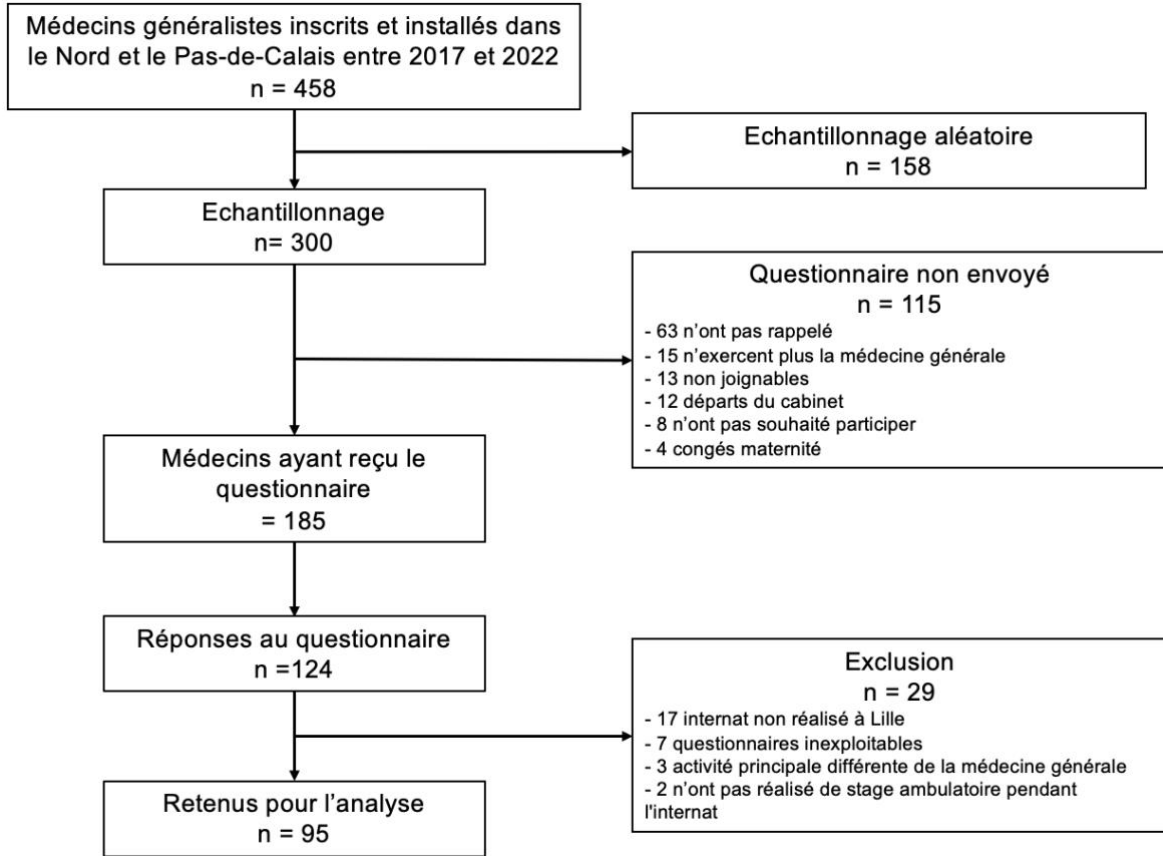 Médecins généralistes inscrits et installés dans
le Nord et le Pas-de-Calais entre 2017 et 2022
n = 458
Echantillonnage aléatoire
n = 158
Echantillonnage
n= 300
Questionnaire non envoyé
n = 115
- 63 n'ont pas rappelé
- 15 n'exercent plus la médecine générale
- 13 non joignables
- 12 départs du cabinet
- 8 n'ont pas souhaité participer
- 4 congés maternité
Médecins ayant reçu le
questionnaire
= 185
Réponses au questionnaire
n =124
Exclusion
n = 29
- 17 internat non réalisé à Lille
- 7 questionnaires inexploitables
- 3 activité principale différente de la médecine générale
- 2 n'ont pas réalisé de stage ambulatoire pendant
l'internat
Retenus pour l'analyse
n = 95